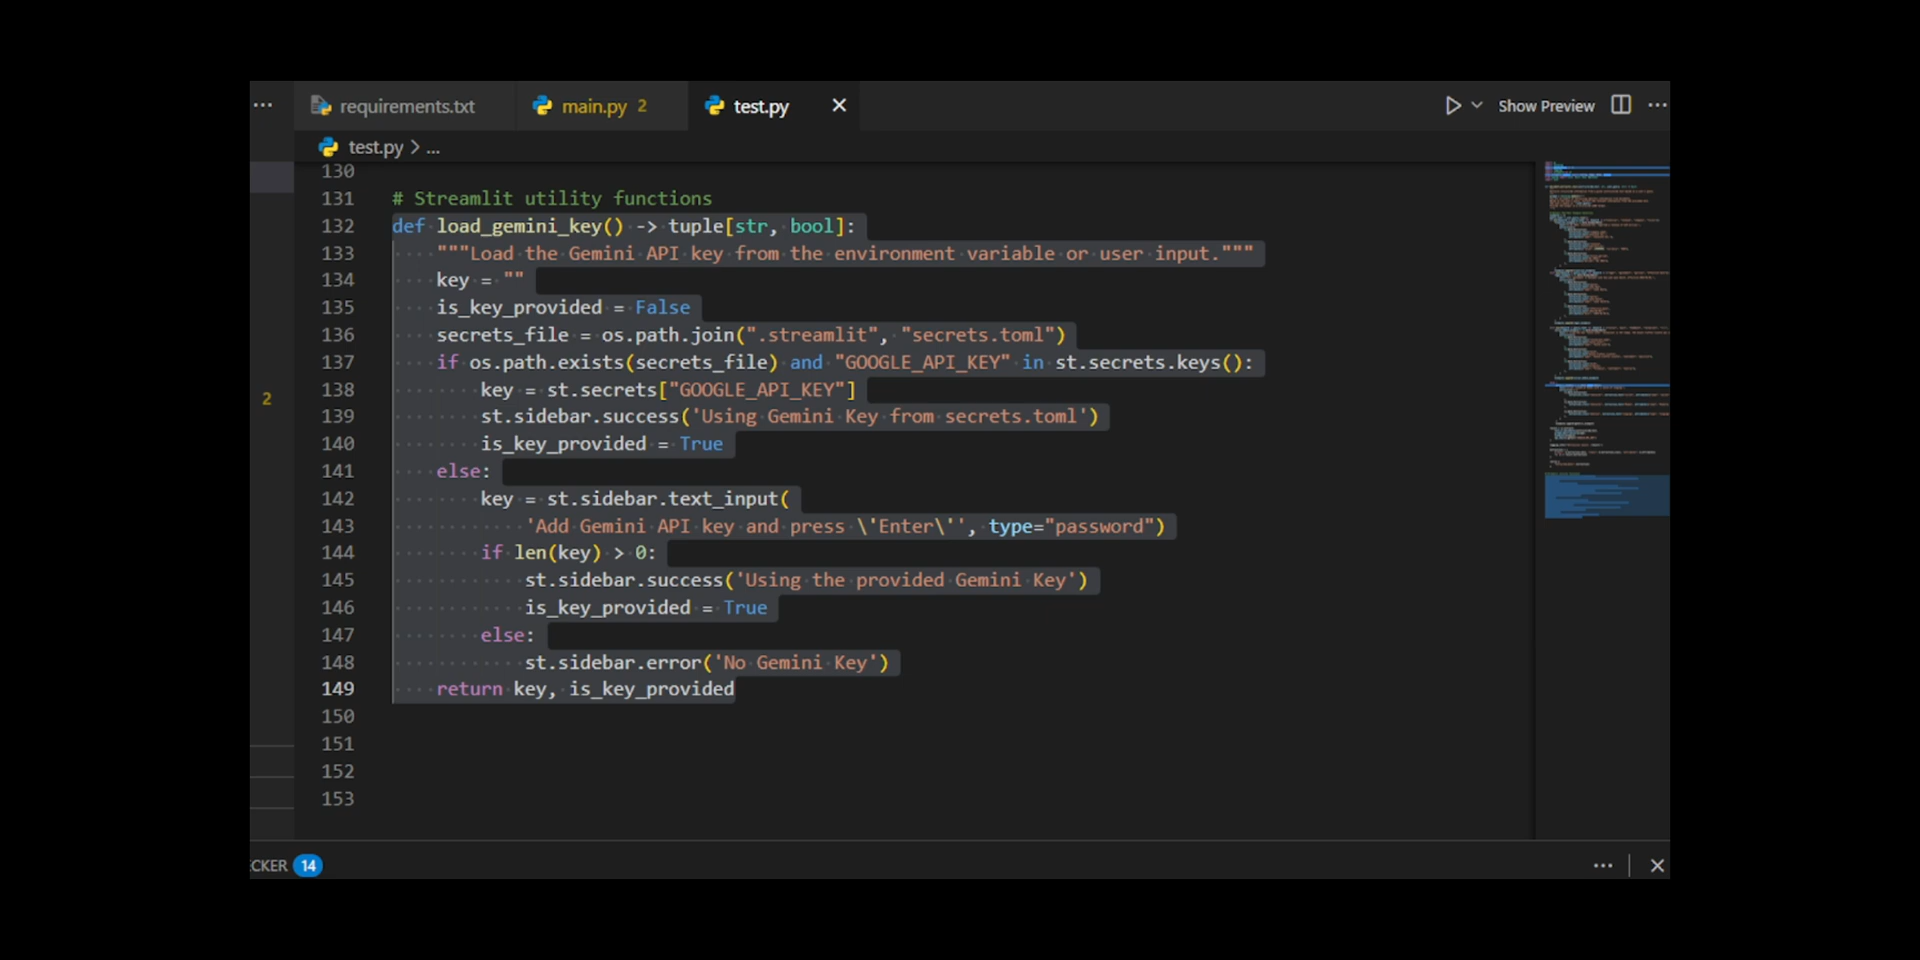 requirements.txt
main.py 2
test.py
Show Preview
test.py > ...
130
131 # Streamlit utility functions
132 def load_gemini_key() -> tuple[str, bool]:
133     """Load the Gemini API key from the environment variable or user input."""
134     key = ""
135     is_key_provided = False
136     secrets_file = os.path.join(".streamlit", "secrets.toml")
137     if os.path.exists(secrets_file) and "GOOGLE_API_KEY" in st.secrets.keys():
138         key = st.secrets["GOOGLE_API_KEY"]
139         st.sidebar.success('Using Gemini Key from secrets.toml')
140         is_key_provided = True
141     else:
142         key = st.sidebar.text_input(
143             'Add Gemini API key and press \'Enter\'', type="password")
144         if len(key) > 0:
145             st.sidebar.success('Using the provided Gemini Key')
146             is_key_provided = True
147         else:
148             st.sidebar.error('No Gemini Key')
149     return key, is_key_provided
150
151
152
153
2
CKER 14